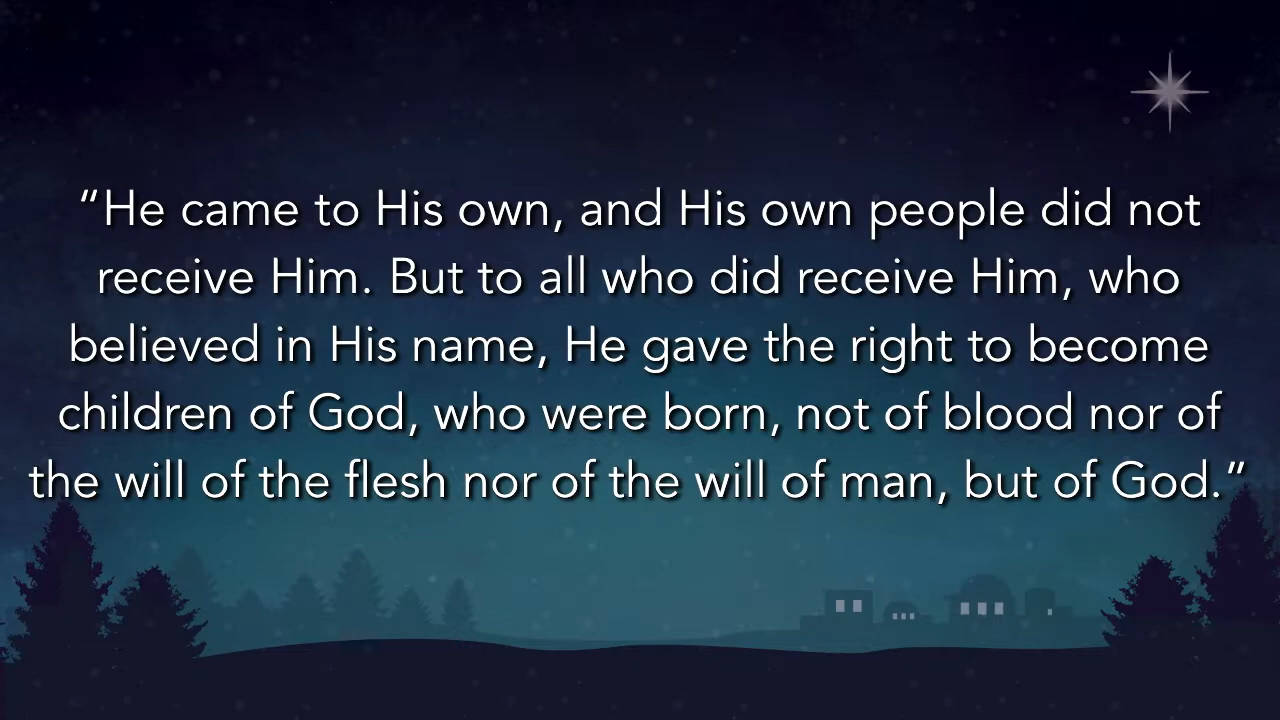 “He came to His own, and His own people did not
receive Him. But to all who did receive Him, who
believed in His name, He gave the right to become
children of God, who were born, not of blood nor of
the will of the flesh nor of the will of man, but of God.”